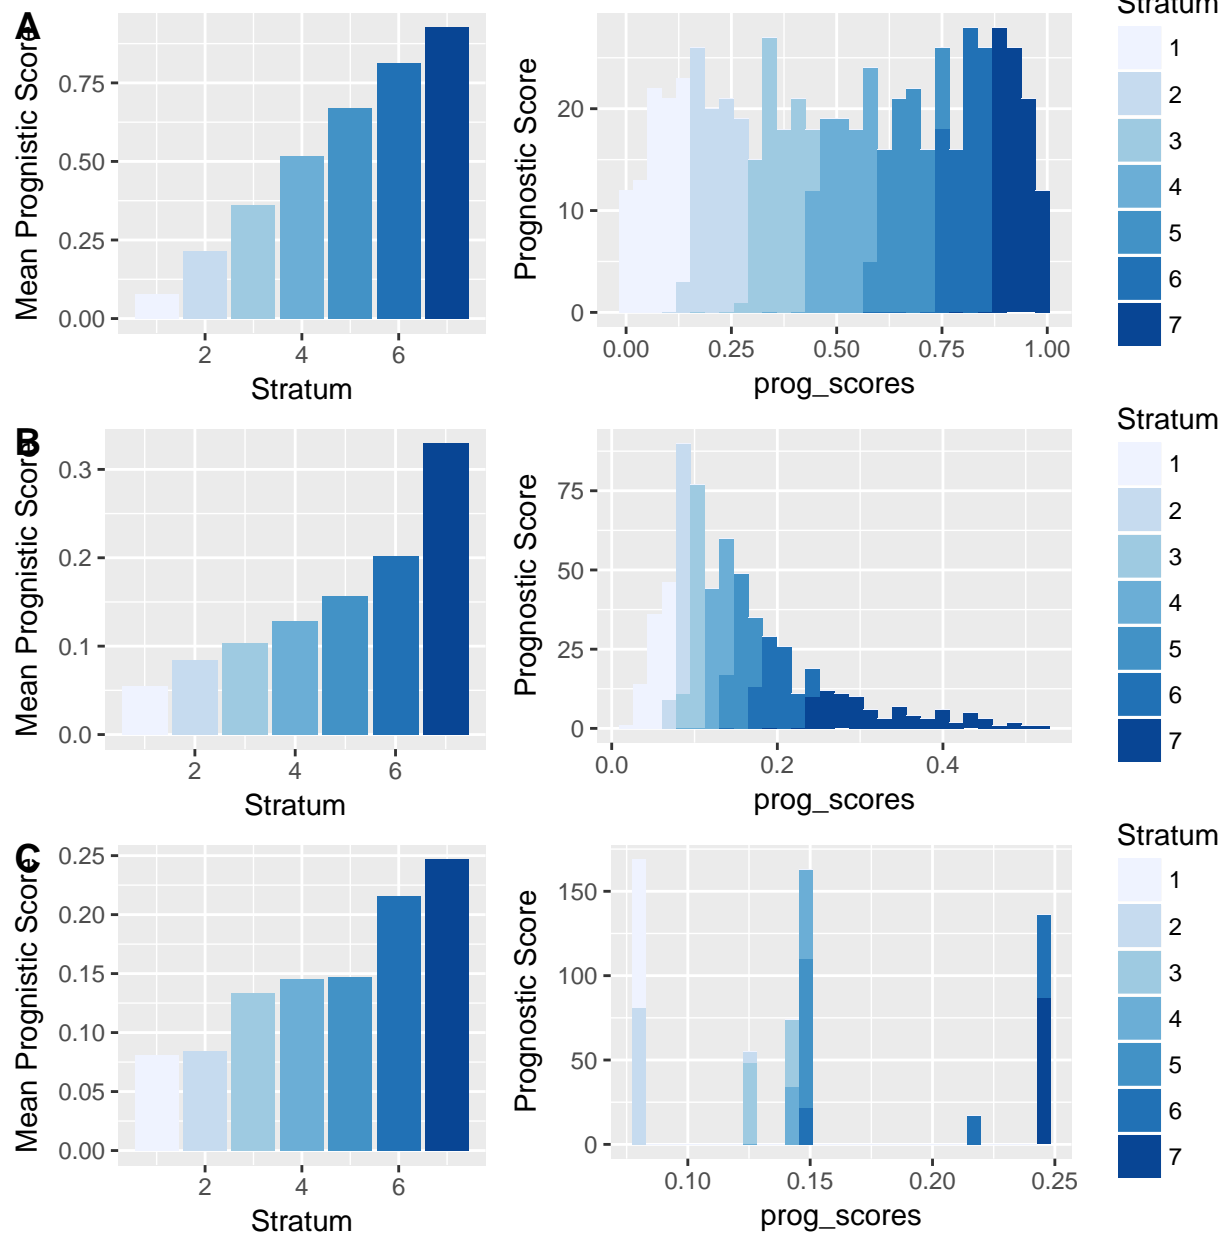 A
Mean Prognistic Score
0.75
0.50
0.25
0.00
2 4 6
Stratum
Prognostic Score
20
10
0
0.00 0.25 0.50 0.75 1.00
prog_scores
Stratum
1
2
3
4
5
6
7
B
Mean Prognistic Score
0.3
0.2
0.1
0.0
2 4 6
Stratum
Prognostic Score
75
50
25
0
0.0 0.2 0.4
prog_scores
Stratum
1
2
3
4
5
6
7
C
Mean Prognistic Score
0.25
0.20
0.15
0.10
0.05
0.00
2 4 6
Stratum
Prognostic Score
150
100
50
0
0.10 0.15 0.20 0.25
prog_scores
Stratum
1
2
3
4
5
6
7